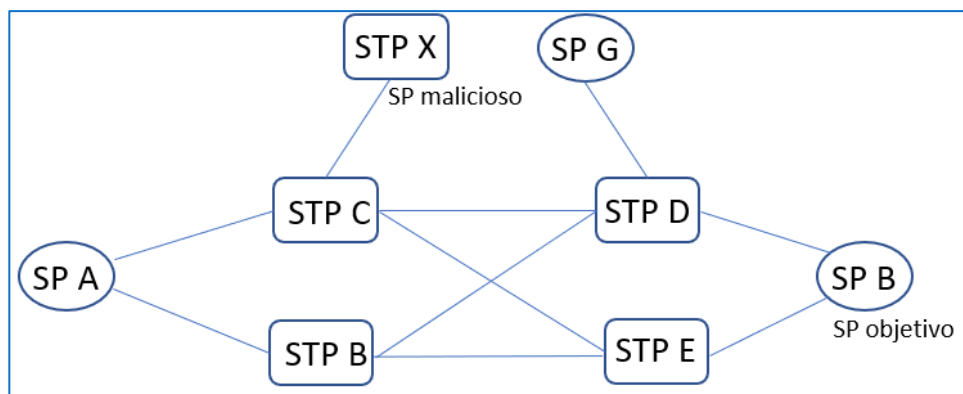 STP X
SP G
SP malicioso
STP C
STP D
SP A
SP B
STP B
STP E
SP objetivo